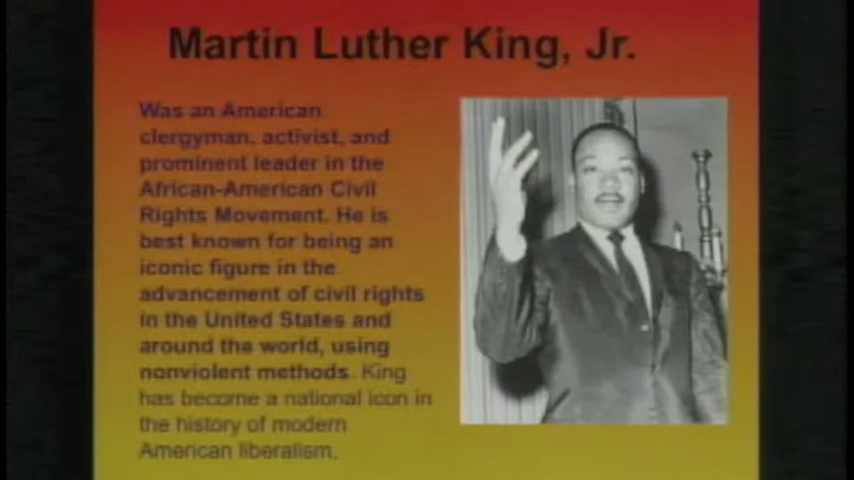 Martin Luther King, Jr.
Was an American
clergyman, activist, and
prominent leader in the
African-American Civil
Rights Movement. He is
best known for being an
iconic figure in the
advancement of civil rights
in the United States and
around the world, using
nonviolent methods. King
has become a national icon in
the history of modern
American liberalism.